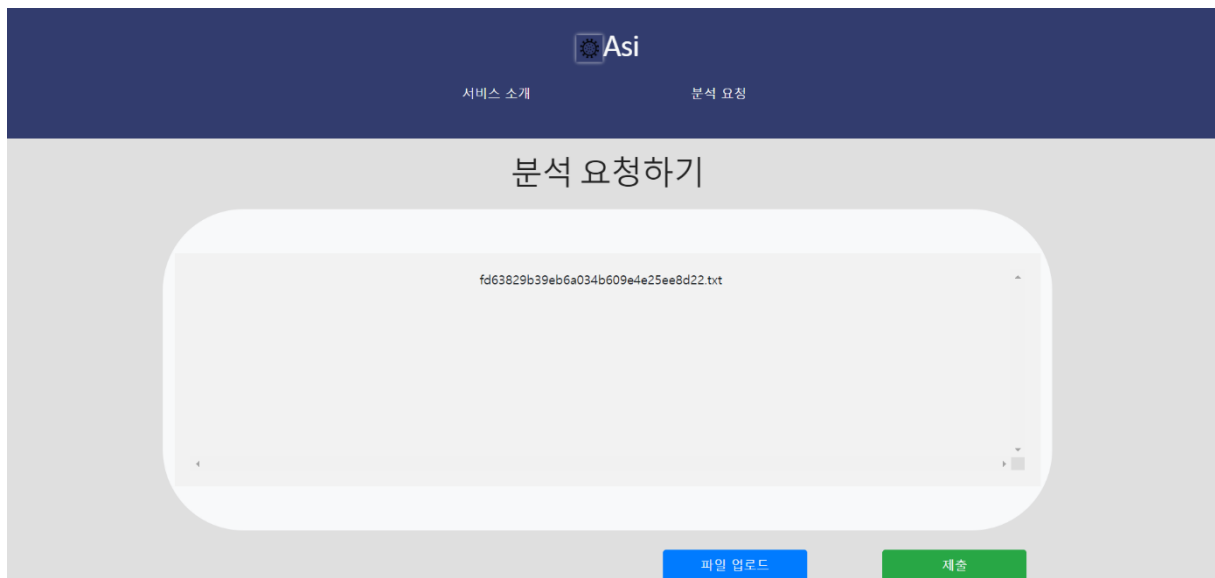 Asi
서비스 소개 분석 요청
분석 요청하기
fd63829b39eb6a034b609e4e25ee8d22.txt
파일 업로드 제출